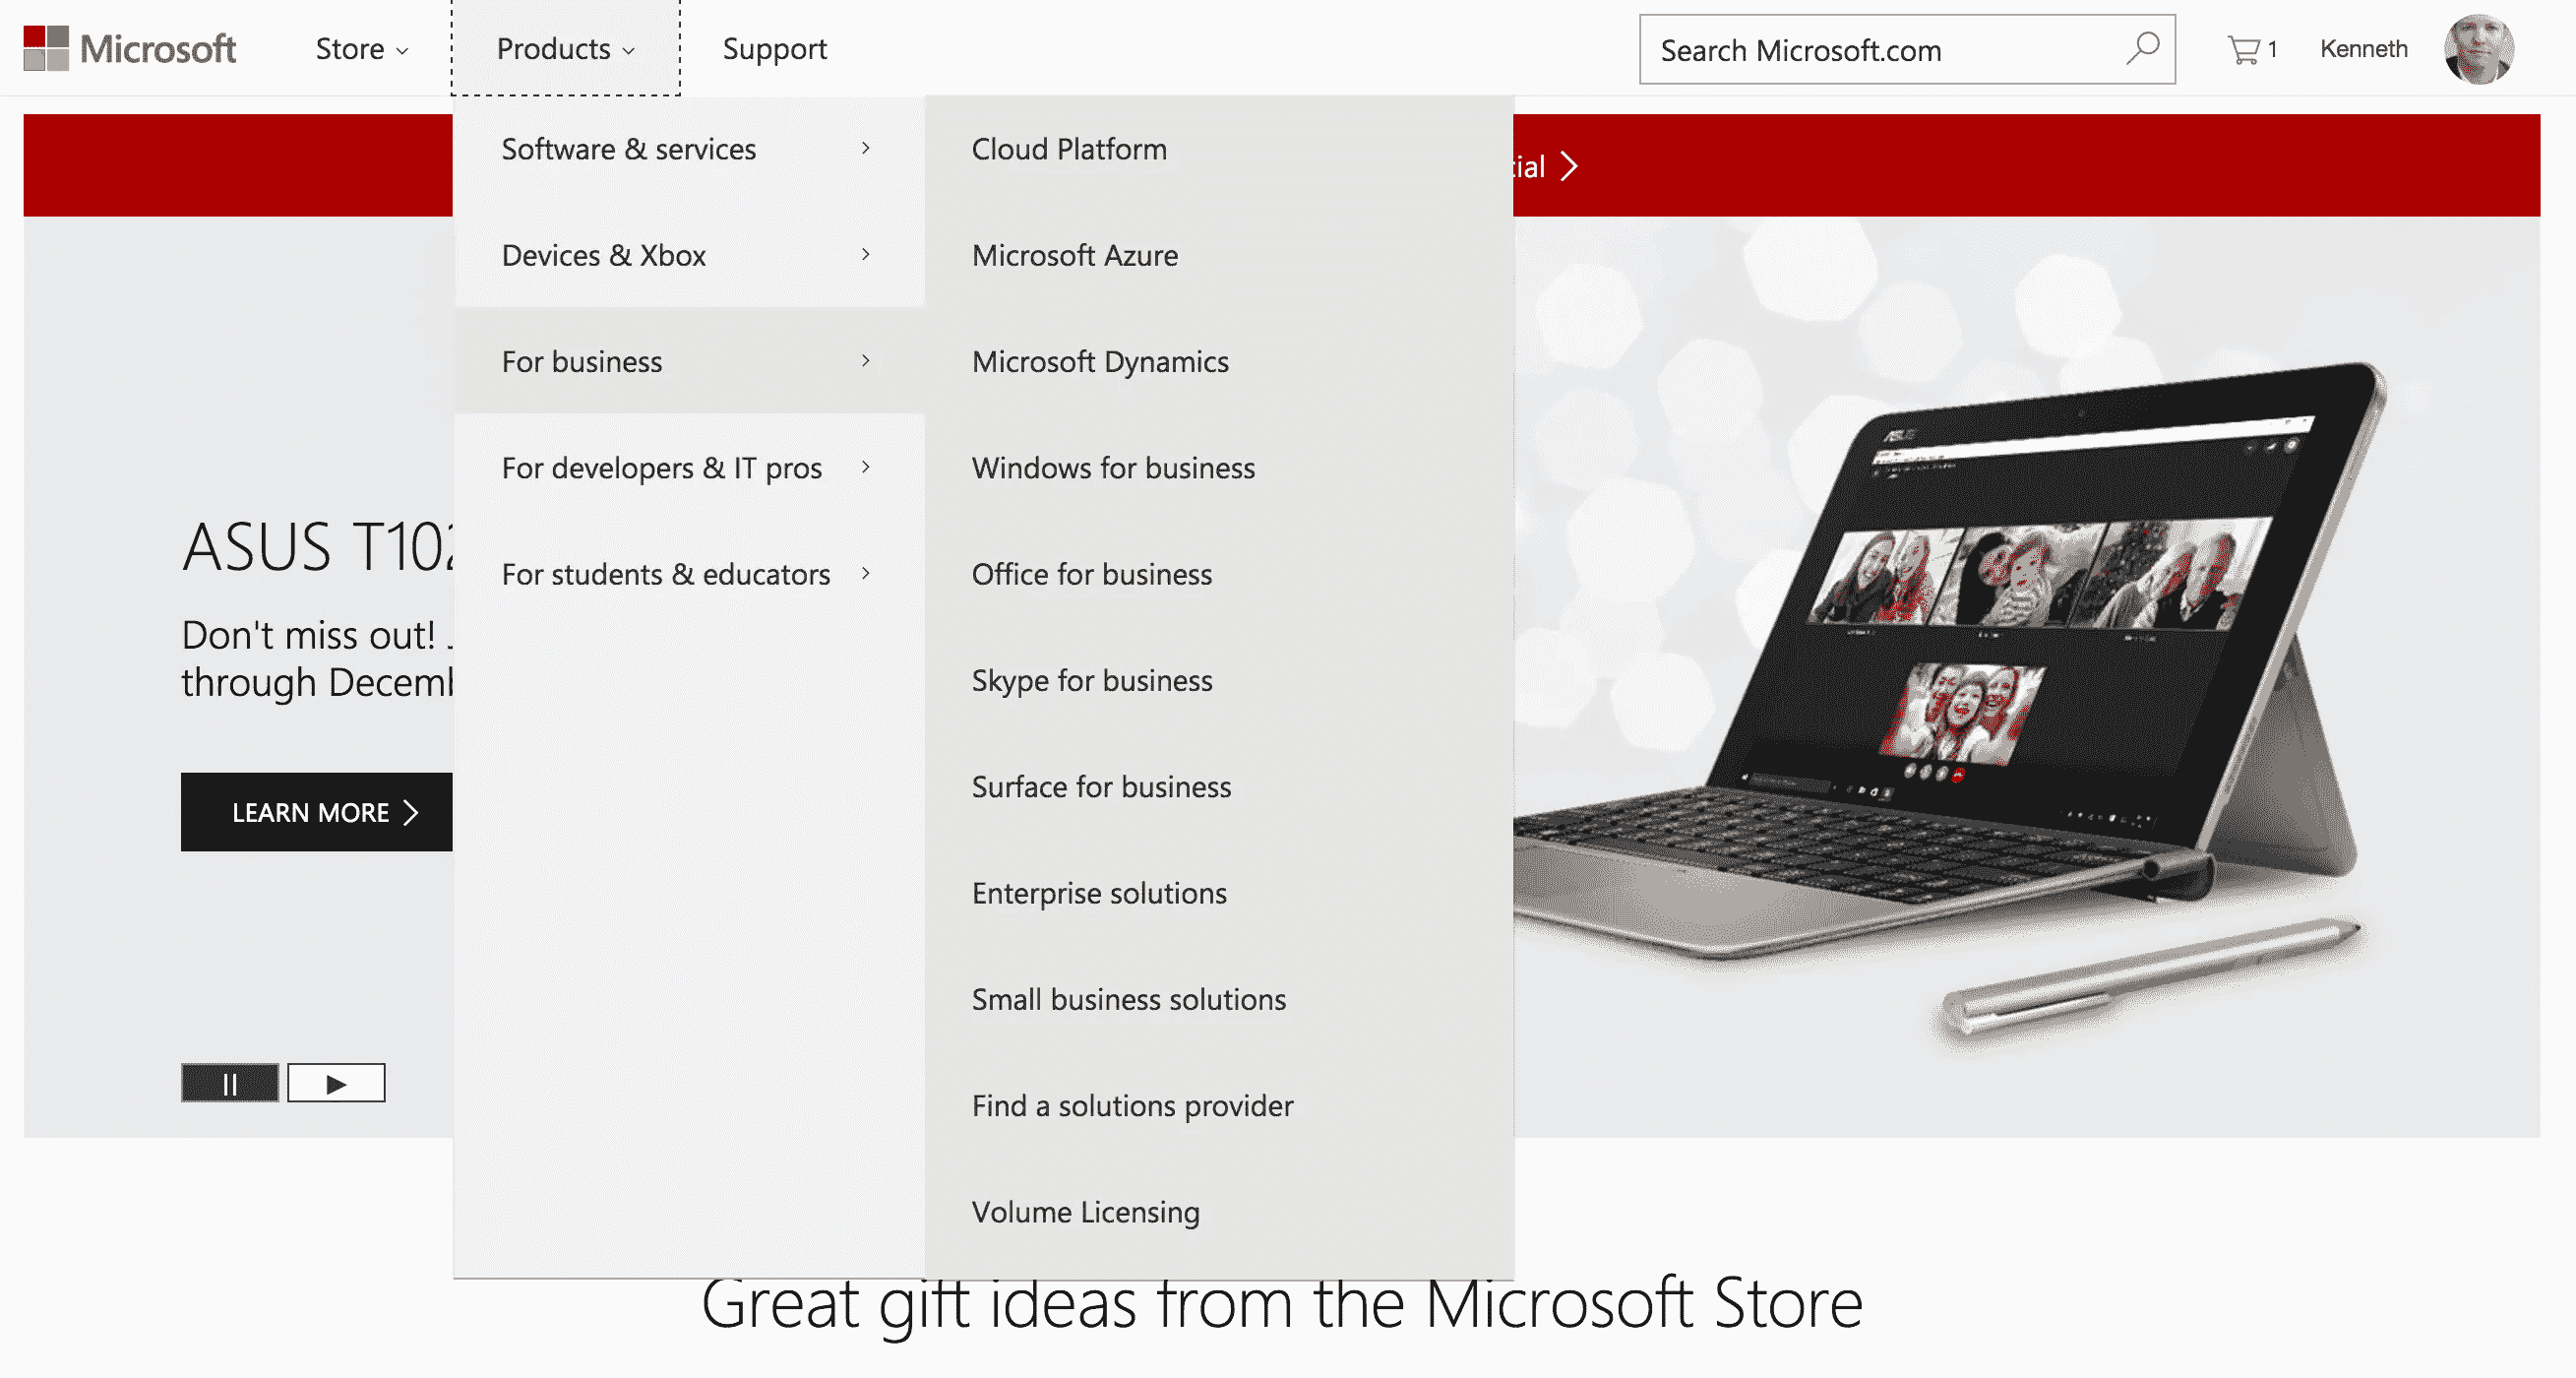 Microsoft
Store
Products
Support
Search Microsoft.com
1
Kenneth
Software & services
Devices & Xbox
For business
For developers & IT pros
For students & educators
Cloud Platform
Microsoft Azure
Microsoft Dynamics
Windows for business
Office for business
Skype for business
Surface for business
Enterprise solutions
Small business solutions
Find a solutions provider
Volume Licensing
ASUS
Don't miss out!
through
LEARN MORE
ASUS
Great gift ideas from the Microsoft Store